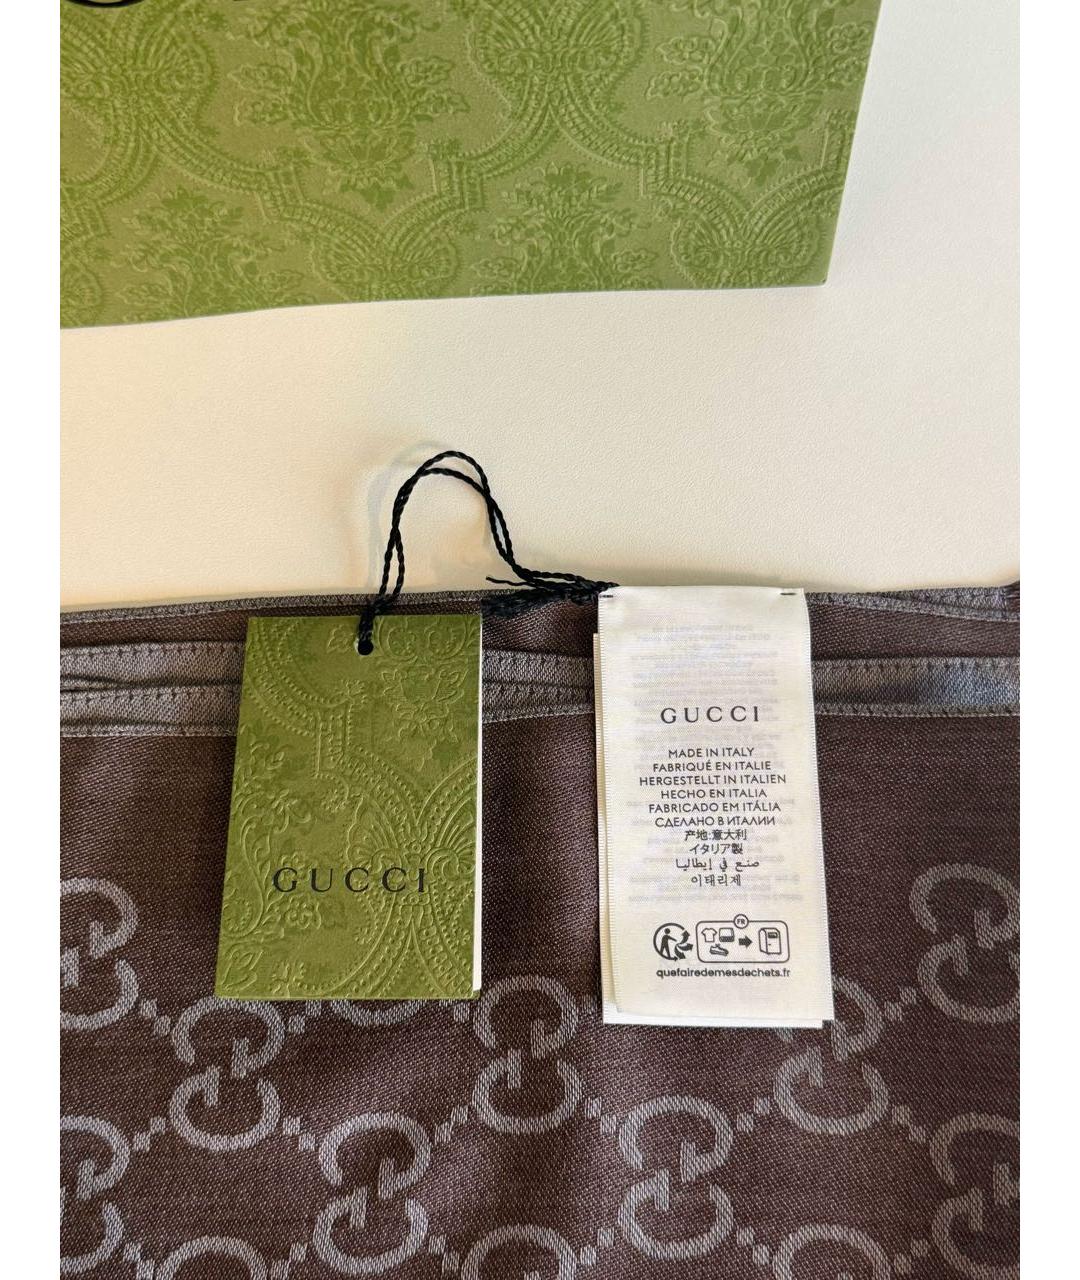 GUCCI
GUCCI
MADE IN ITALY
FABRIQUÉ EN ITALIE
HERGESTELLT IN ITALIEN
HECHO EN ITALIA
FABRICADO EM ITÁLIA
СДЕЛАНО В ИТАЛИИ
产地:意大利
イタリア製
صنع في إيطاليا
이태리제
FR
quefairedemesdechets.fr